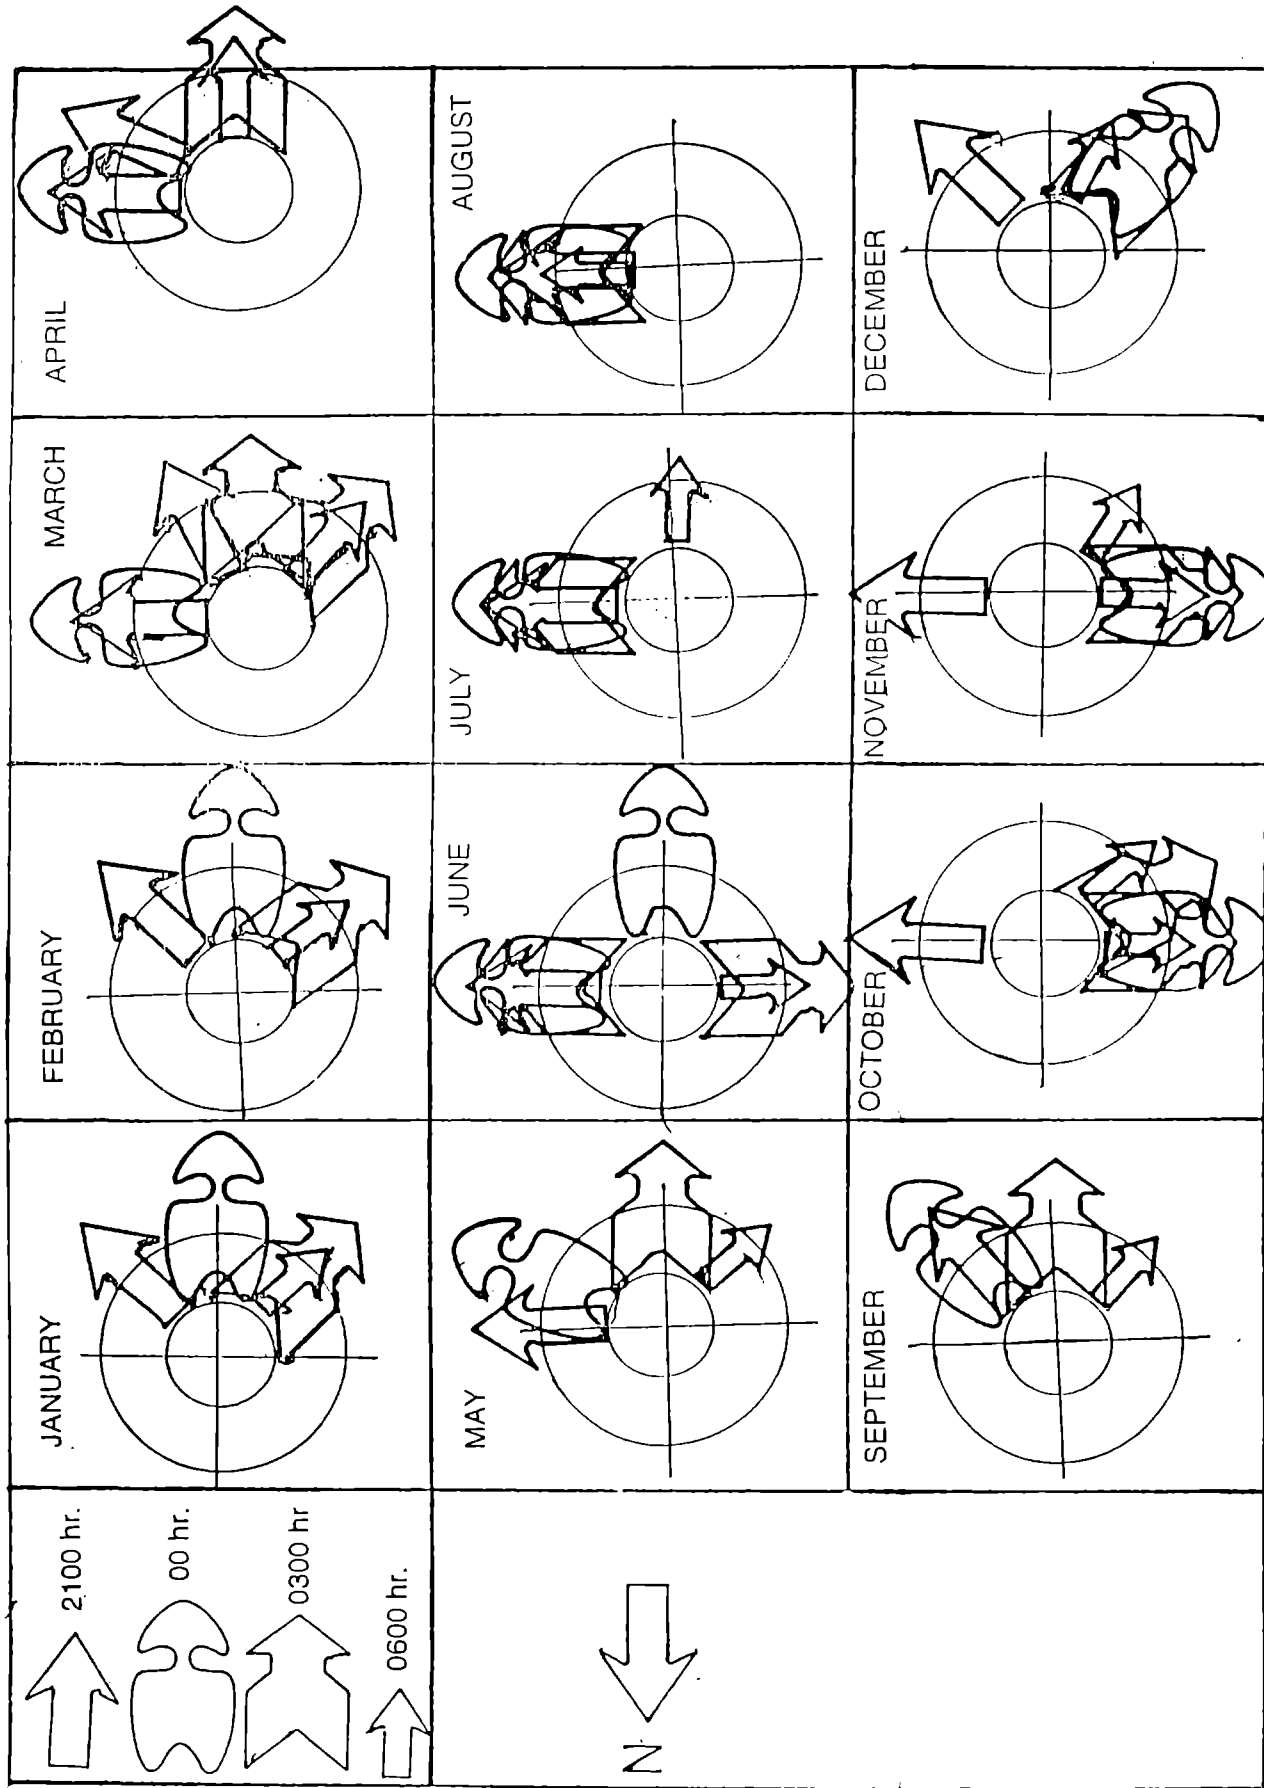 2100 hr.
00 hr.
0300 hr
0600 hr.
JANUARY
FEBRUARY
MARCH
APRIL
N
MAY
JUNE
JULY
AUGUST
SEPTEMBER
OCTOBER
NOVEMBER
DECEMBER